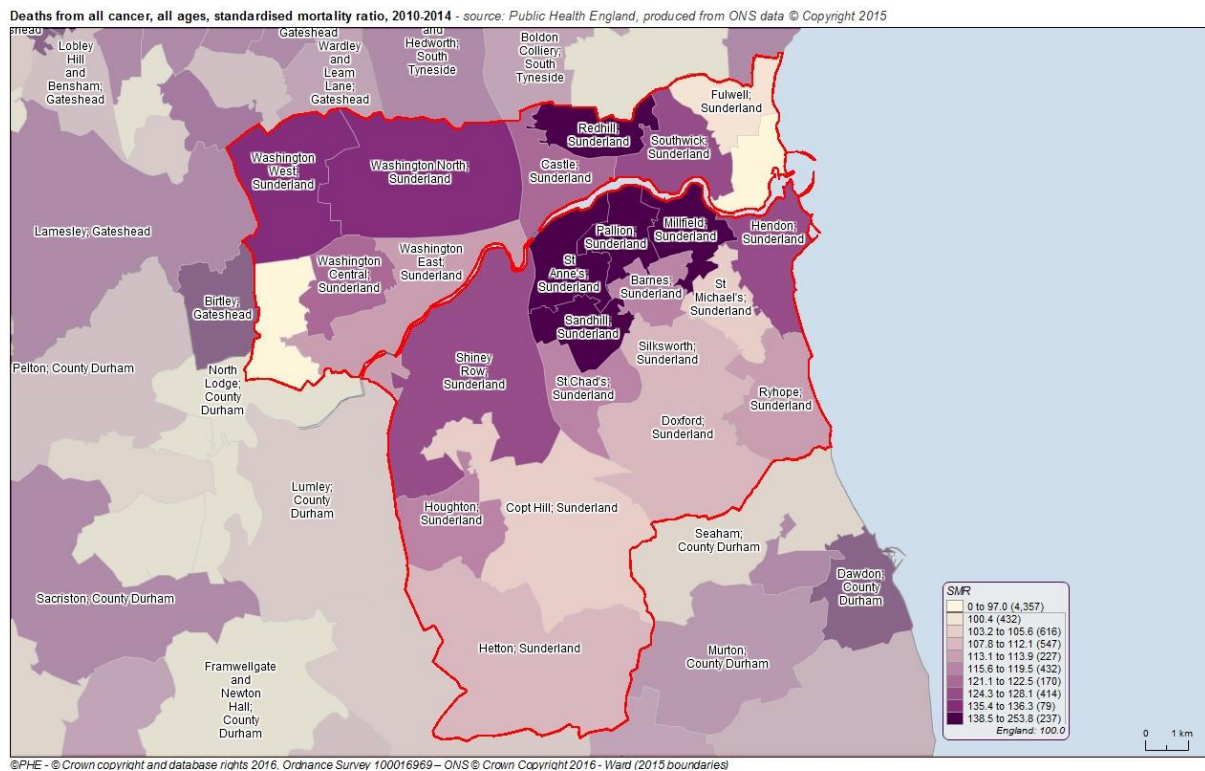 Deaths from all cancer, all ages, standardised mortality ratio, 2010-2014 - source: Public Health England, produced from ONS data © Copyright 2015
Gateshead
Lobley
Hill
and
Bensham;
Gateshead
Gateshead
Wardley
and
Leam
Lane;
Gateshead
and
Hedworth;
South
Tyneside
Boldon
Colliery;
South
Tyneside
Fulwell;
Sunderland
Redhill;
Sunderland
Southwick;
Sunderland
Washington
West;
Sunderland
Washington North;
Sunderland
Castle;
Sunderland
Lamesley; Gateshead
Washington
East;
Sunderland
Pallion;
Sunderland
Millfield;
Sunderland
Hendon;
Sunderland
Washington
Central;
Sunderland
St
Anne's;
Sunderland
Barnes;
Sunderland
St
Michael's;
Sunderland
Birtley;
Gateshead
Sandhill;
Sunderland
Silksworth;
Sunderland
Pelton; County Durham
North
Lodge;
County
Durham
Shiney
Row;
Sunderland
St Chad's;
Sunderland
Ryhope;
Sunderland
Doxford;
Sunderland
Lumley;
County
Durham
Houghton;
Sunderland
Copt Hill; Sunderland
Seaham;
County Durham
Dawdon;
County
Durham
Sacriston; County Durham
Hetton; Sunderland
Murton;
County Durham
Framwellgate
and
Newton
Hall;
County
Durham
SMR
0 to 97.0 (4,357)
100.4 (432)
103.2 to 105.6 (616)
107.8 to 112.1 (547)
113.1 to 113.9 (227)
115.6 to 119.5 (432)
121.1 to 122.5 (170)
124.3 to 128.1 (414)
135.4 to 136.3 (79)
138.5 to 253.8 (237)
England: 100.0
0 1 km
©PHE - © Crown copyright and database rights 2016, Ordnance Survey 100016969 – ONS © Crown Copyright 2016 - Ward (2015 boundaries)